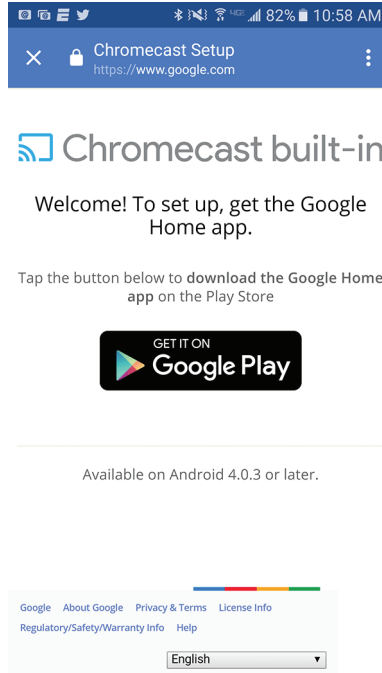 4G 82% 10:58 AM
Chromecast Setup
https://www.google.com
Chromecast built-in
Welcome! To set up, get the Google
Home app.
Tap the button below to download the Google Home
app on the Play Store
GET IT ON
Google Play
Available on Android 4.0.3 or later.
Google About Google Privacy & Terms License Info
Regulatory/Safety/Warranty Info Help
English